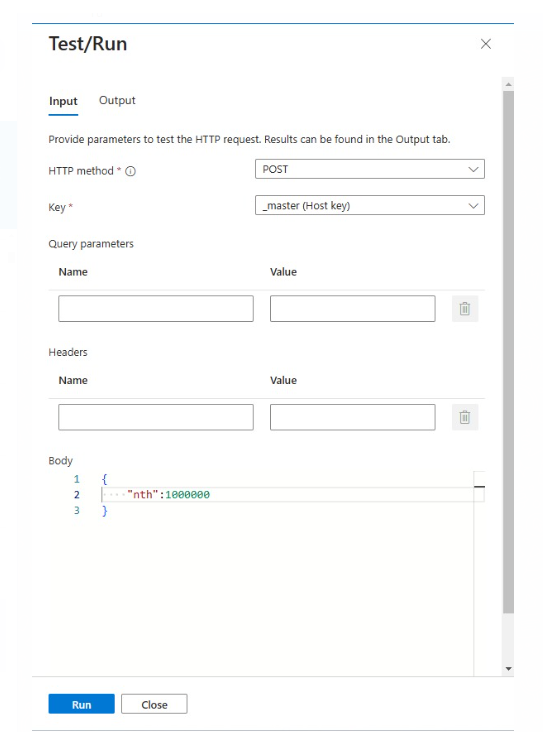 Test/Run
Input Output
Provide parameters to test the HTTP request. Results can be found in the Output tab.
HTTP method * POST
Key * _master (Host key)
Query parameters
Name Value
Headers
Name Value
Body
1 {
2 ····"nth":1000000
3 }
Run Close